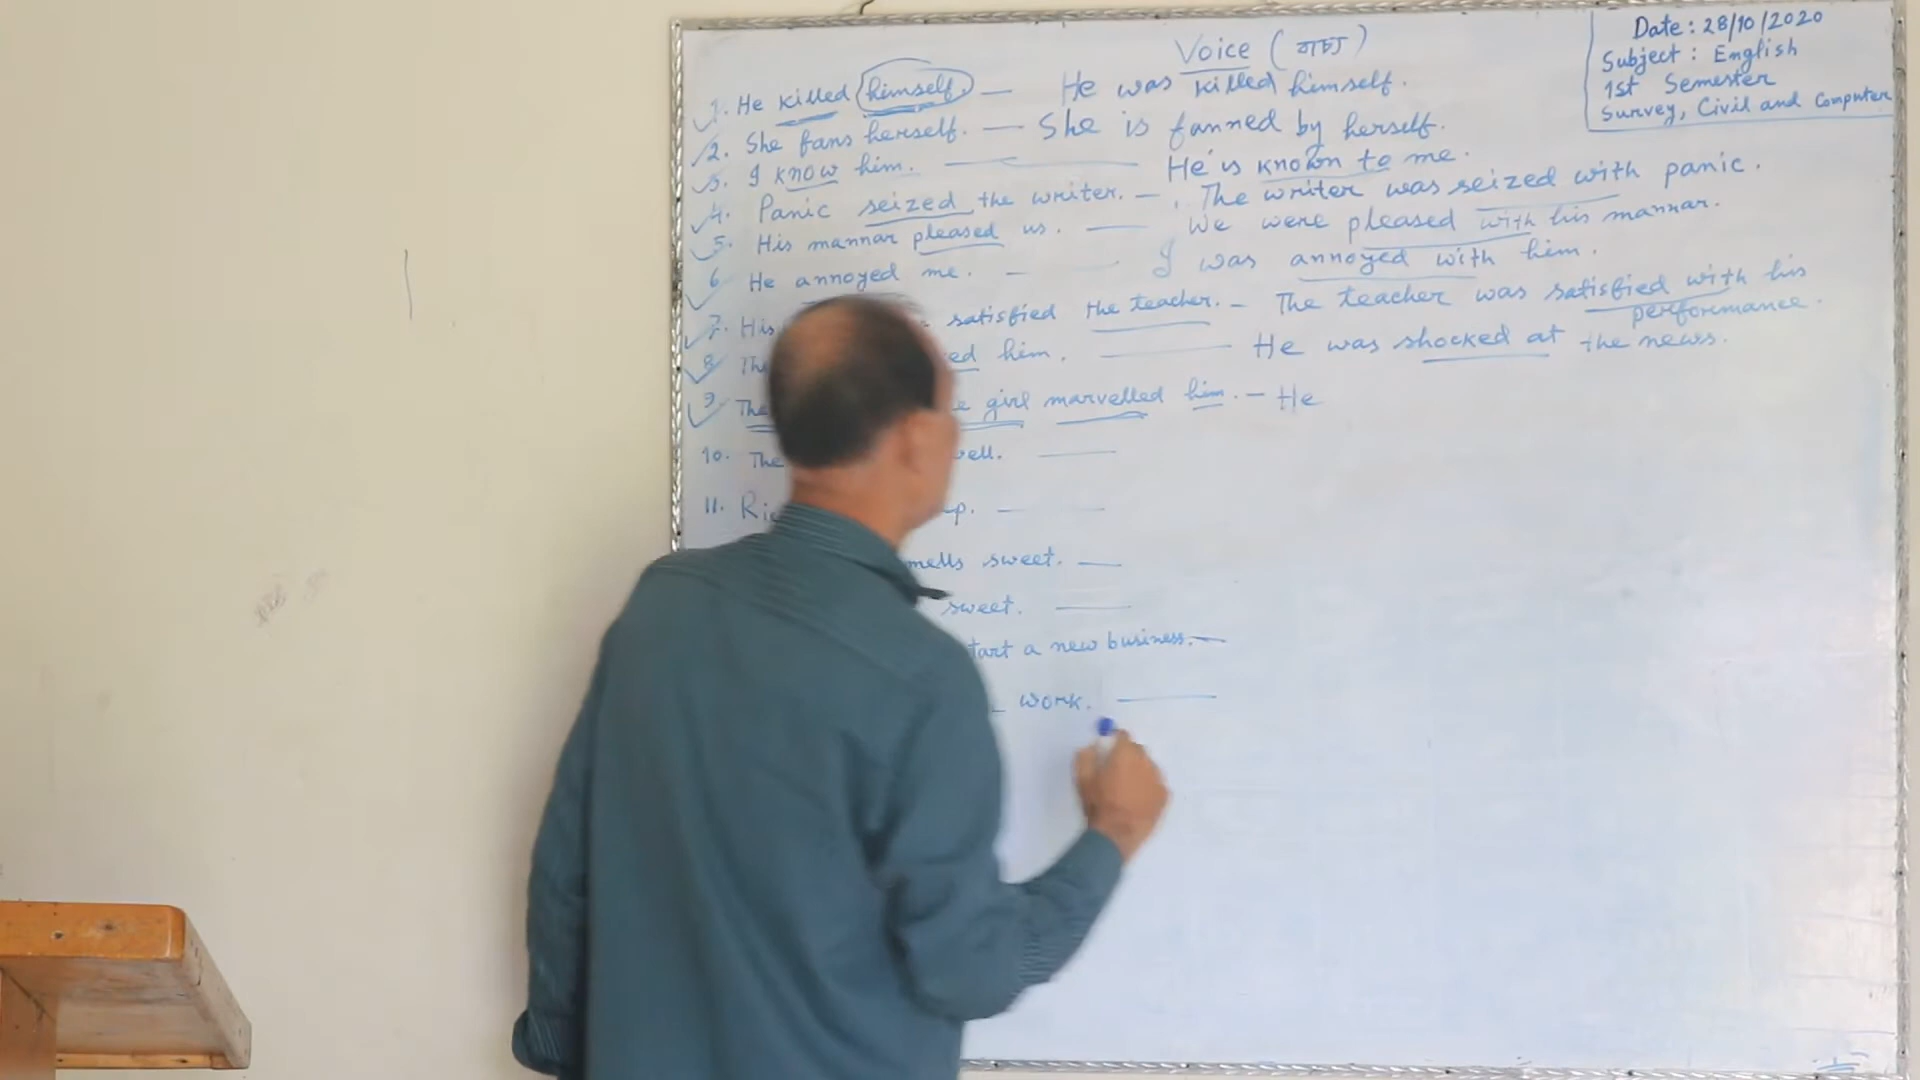 Voice (বাচ্য)
Date : 28/10/2020
Subject : English
1st Semester
Survey, Civil and Computer
1. He killed himself. — He was killed himself.
2. She fans herself. — She is fanned by herself.
3. I know him. — He is known to me.
4. Panic seized the writer. — The writer was seized with panic.
5. His mannar pleased us. — We were pleased with his mannar.
6 He annoyed me. — I was annoyed with him.
7. His satisfied the teacher. — The teacher was satisfied with his performance.
8 him. — He was shocked at the news.
9 The girl marvelled him. — He
10. The —
11. —
sweet. —
sweet. —
a new business. —
work. —